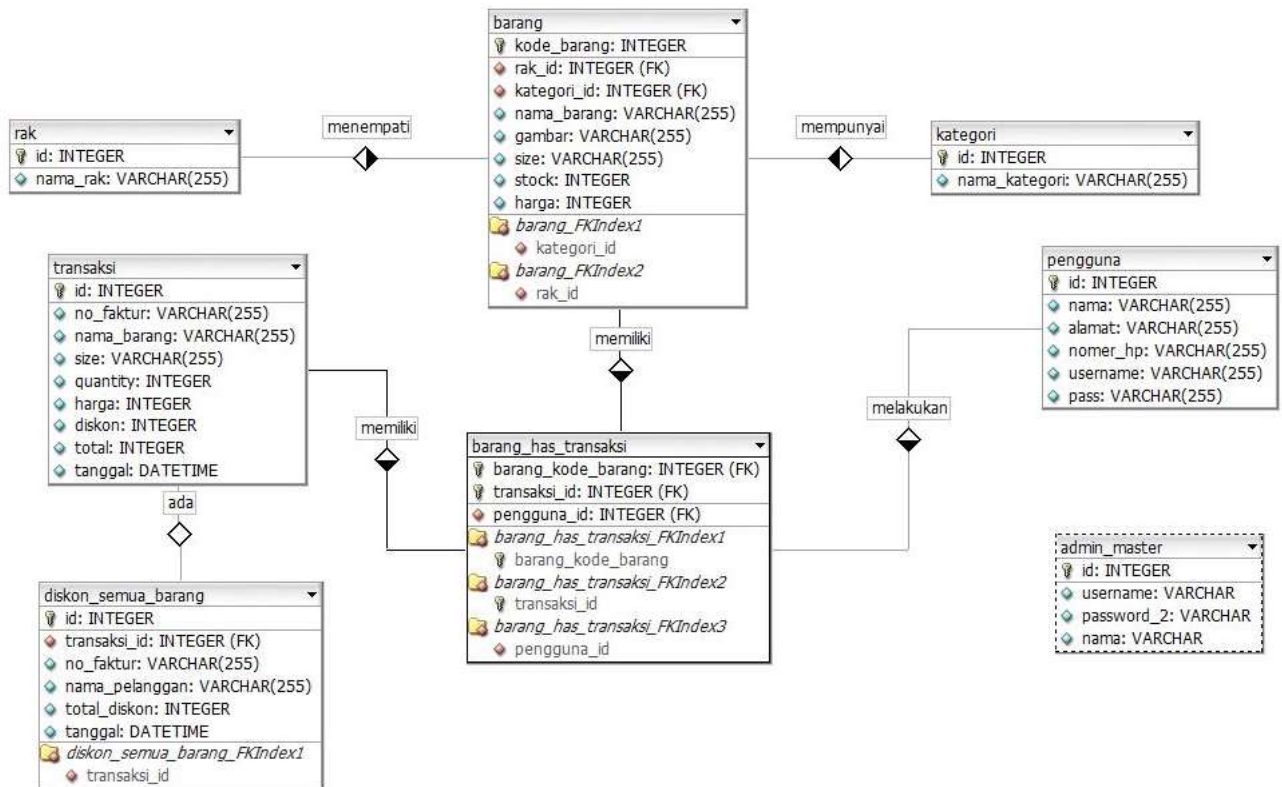 barang
kode_barang: INTEGER
rak_id: INTEGER (FK)
kategori_id: INTEGER (FK)
nama_barang: VARCHAR(255)
gambar: VARCHAR(255)
size: VARCHAR(255)
stock: INTEGER
harga: INTEGER
barang_FKIndex1
kategori_id
barang_FKIndex2
rak_id
menempati
mempunyai
rak
id: INTEGER
nama_rak: VARCHAR(255)
kategori
id: INTEGER
nama_kategori: VARCHAR(255)
transaksi
id: INTEGER
no_faktur: VARCHAR(255)
nama_barang: VARCHAR(255)
size: VARCHAR(255)
quantity: INTEGER
harga: INTEGER
diskon: INTEGER
total: INTEGER
tanggal: DATETIME
pengguna
id: INTEGER
nama: VARCHAR(255)
alamat: VARCHAR(255)
nomer_hp: VARCHAR(255)
username: VARCHAR(255)
pass: VARCHAR(255)
memiliki
memiliki
melakukan
barang_has_transaksi
barang_kode_barang: INTEGER (FK)
transaksi_id: INTEGER (FK)
pengguna_id: INTEGER (FK)
barang_has_transaksi_FKIndex1
barang_kode_barang
barang_has_transaksi_FKIndex2
transaksi_id
barang_has_transaksi_FKIndex3
pengguna_id
ada
diskon_semua_barang
id: INTEGER
transaksi_id: INTEGER (FK)
no_faktur: VARCHAR(255)
nama_pelanggan: VARCHAR(255)
total_diskon: INTEGER
tanggal: DATETIME
diskon_semua_barang_FKIndex1
transaksi_id
admin_master
id: INTEGER
username: VARCHAR
password_2: VARCHAR
nama: VARCHAR